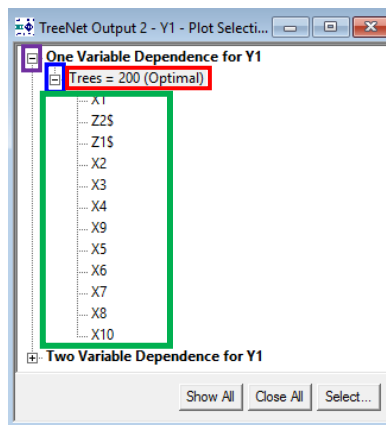 TreeNet Output 2 - Y1 - Plot Selecti...
One Variable Dependence for Y1
Trees = 200 (Optimal)
X1
Z2$
Z1$
X2
X3
X4
X9
X5
X6
X7
X8
X10
Two Variable Dependence for Y1
Show All Close All Select...